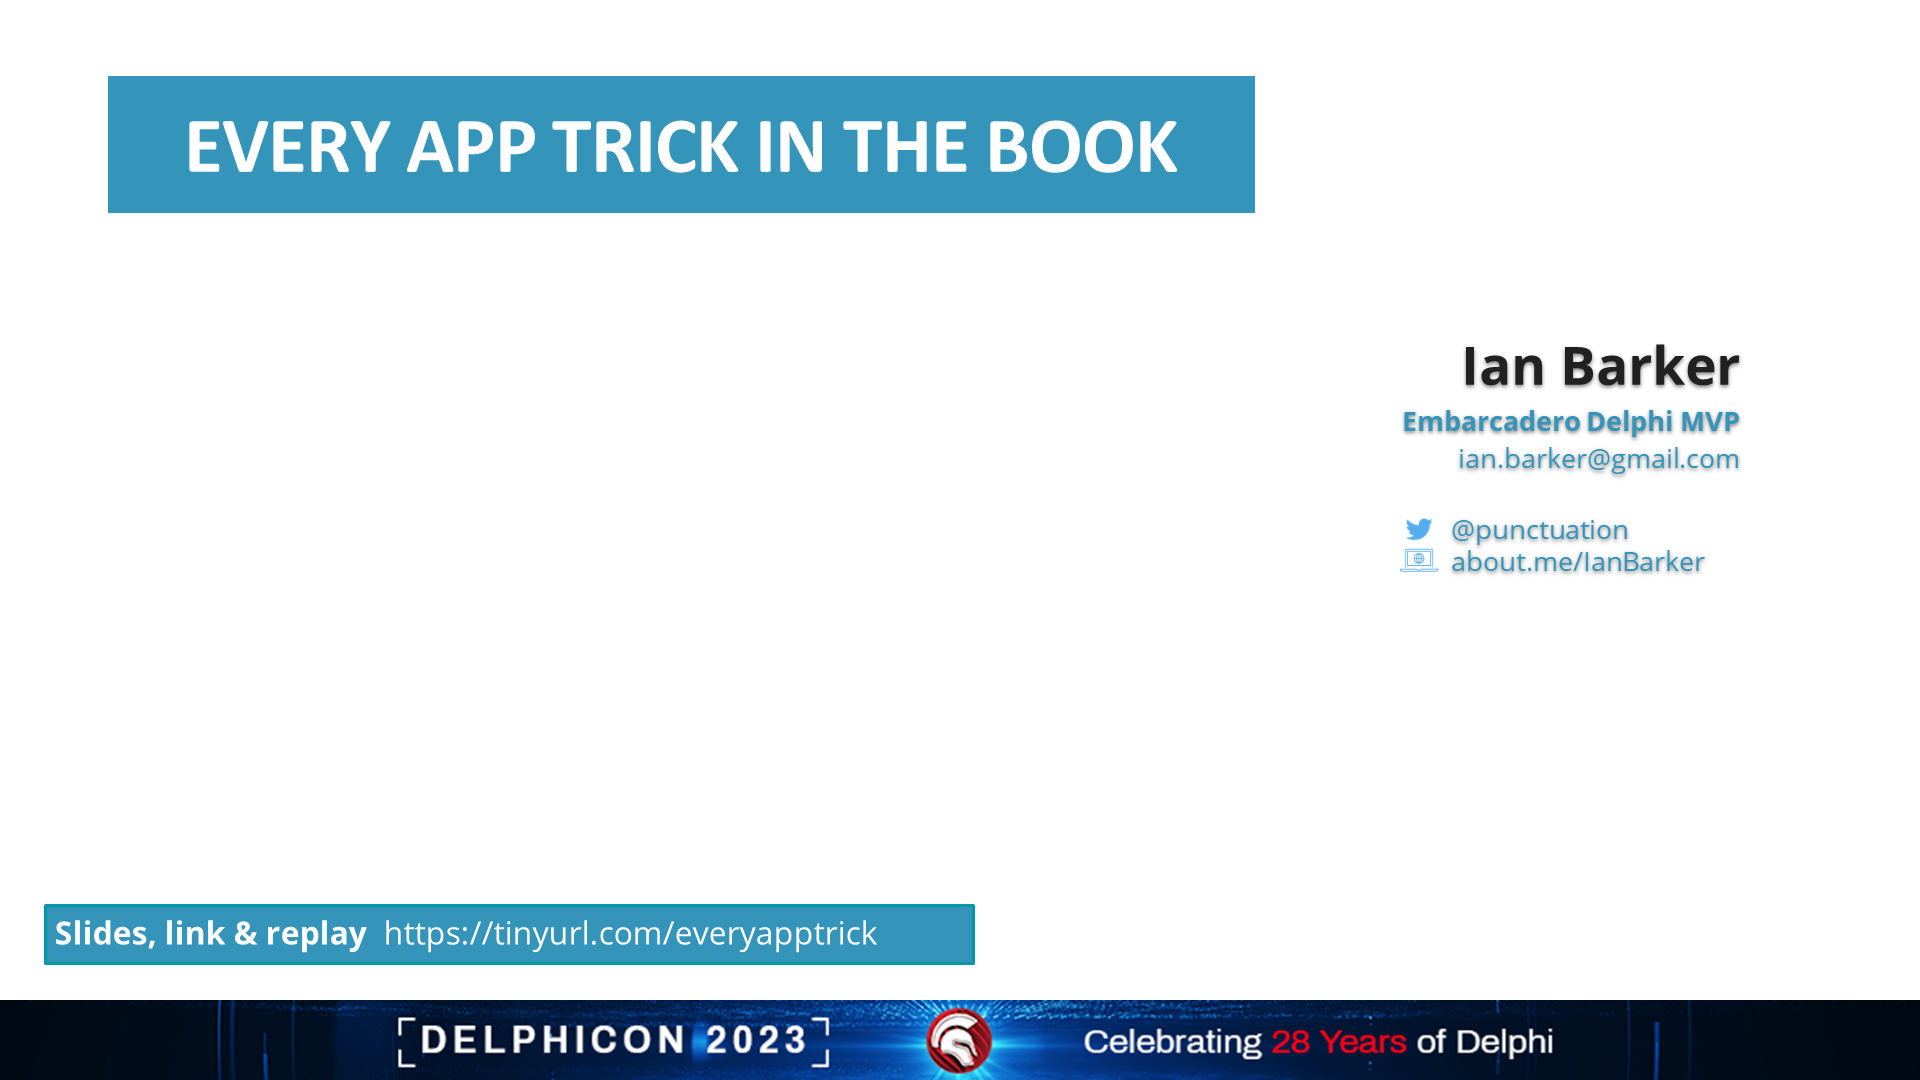 EVERY APP TRICK IN THE BOOK
Ian Barker
Embarcadero Delphi MVP
ian.barker@gmail.com
@punctuation
about.me/IanBarker
Slides, link & replay https://tinyurl.com/everyapptrick
DELPHICON 2023
Celebrating 28 Years of Delphi